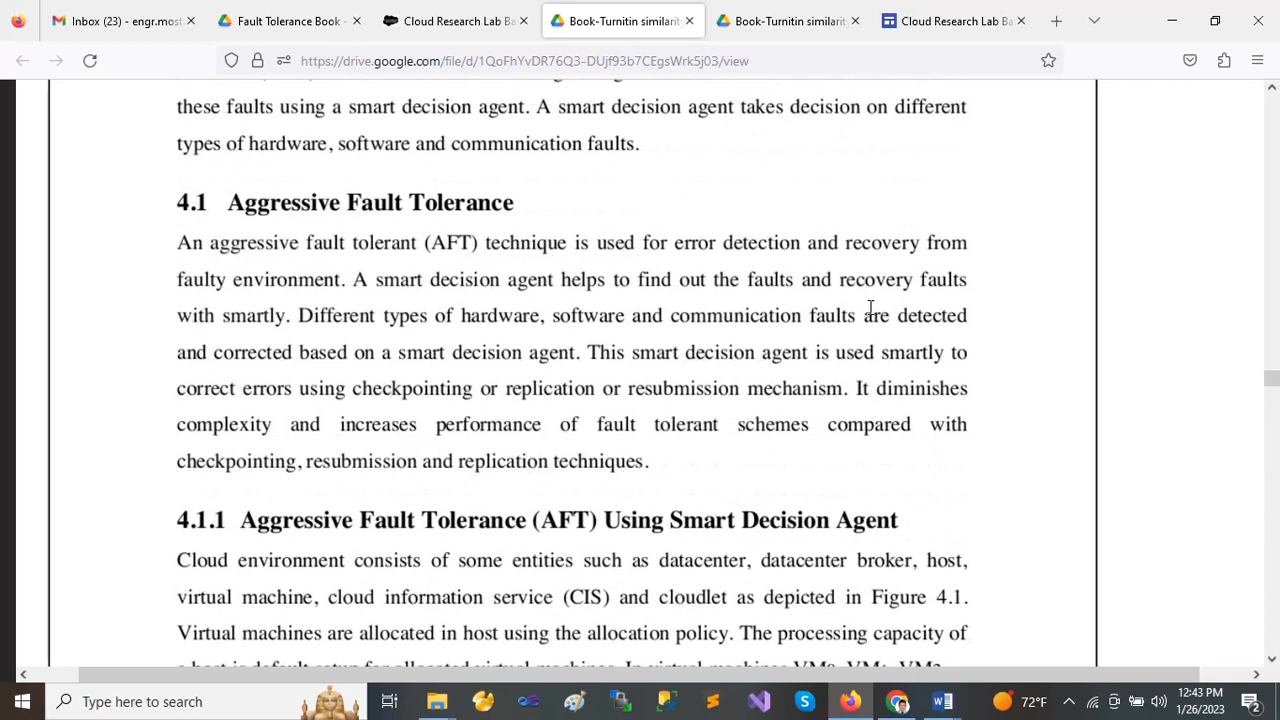 Inbox (23) - engr.most
Fault Tolerance Book -
Cloud Research Lab Ba
Book-Turnitin similarit
Book-Turnitin similarit
Cloud Research Lab Ba
https://drive.google.com/file/d/1QoFhYvDR76Q3-DUjf93b7CEgsWrk5j03/view
these faults using a smart decision agent. A smart decision agent takes decision on different
types of hardware, software and communication faults.
4.1 Aggressive Fault Tolerance
An aggressive fault tolerant (AFT) technique is used for error detection and recovery from
faulty environment. A smart decision agent helps to find out the faults and recovery faults
with smartly. Different types of hardware, software and communication faults are detected
and corrected based on a smart decision agent. This smart decision agent is used smartly to
correct errors using checkpointing or replication or resubmission mechanism. It diminishes
complexity and increases performance of fault tolerant schemes compared with
checkpointing, resubmission and replication techniques.
4.1.1 Aggressive Fault Tolerance (AFT) Using Smart Decision Agent
Cloud environment consists of some entities such as datacenter, datacenter broker, host,
virtual machine, cloud information service (CIS) and cloudlet as depicted in Figure 4.1.
Virtual machines are allocated in host using the allocation policy. The processing capacity of
Type here to search
72°F
12:43 PM
1/26/2023
2